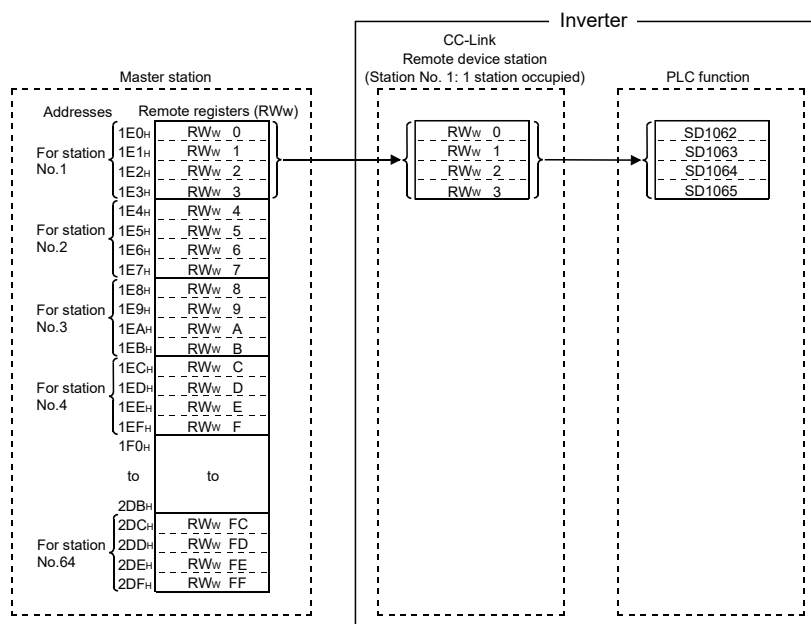 Inverter
CC-Link
Remote device station
(Station No. 1: 1 station occupied)
Master station
PLC function
Addresses Remote registers (RWw)
For station No.1
1E0H RWw 0
1E1H RWw 1
1E2H RWw 2
1E3H RWw 3
For station No.2
1E4H RWw 4
1E5H RWw 5
1E6H RWw 6
1E7H RWw 7
For station No.3
1E8H RWw 8
1E9H RWw 9
1EAH RWw A
1EBH RWw B
For station No.4
1ECH RWw C
1EDH RWw D
1EEH RWw E
1EFH RWw F
1F0H
to to
2DBH
For station No.64
2DCH RWw FC
2DDH RWw FD
2DEH RWw FE
2DFH RWw FF
RWw 0
RWw 1
RWw 2
RWw 3
SD1062
SD1063
SD1064
SD1065